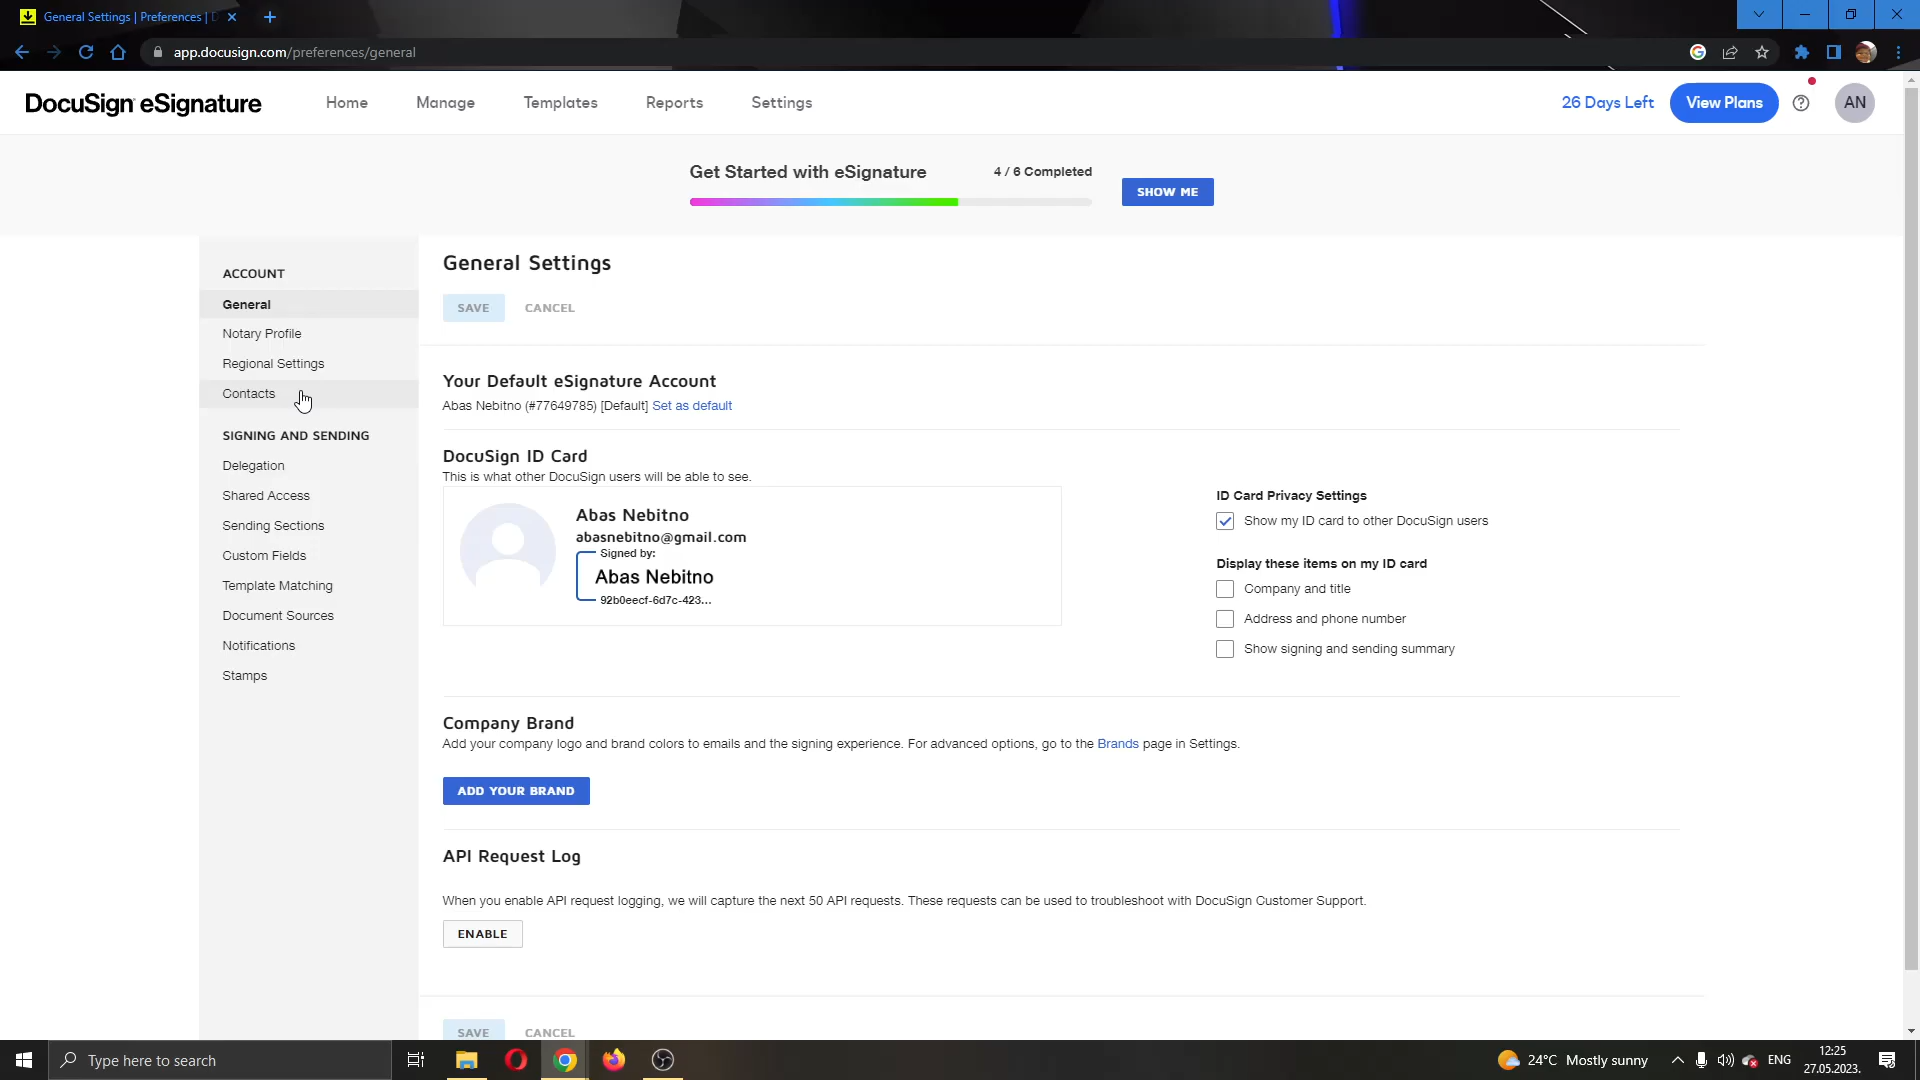 General Settings | Preferences |
app.docusign.com/preferences/general
DocuSign eSignature
Home
Manage
Templates
Reports
Settings
26 Days Left
View Plans
AN
Get Started with eSignature
4 / 6 Completed
SHOW ME
ACCOUNT
General
Notary Profile
Regional Settings
Contacts
SIGNING AND SENDING
Delegation
Shared Access
Sending Sections
Custom Fields
Template Matching
Document Sources
Notifications
Stamps
General Settings
SAVE
CANCEL
Your Default eSignature Account
Abas Nebitno (#77649785) [Default] Set as default
DocuSign ID Card
This is what other DocuSign users will be able to see.
Abas Nebitno
abasnebitno@gmail.com
Signed by:
Abas Nebitno
92b0eecf-6d7c-423...
ID Card Privacy Settings
Show my ID card to other DocuSign users
Display these items on my ID card
Company and title
Address and phone number
Show signing and sending summary
Company Brand
Add your company logo and brand colors to emails and the signing experience. For advanced options, go to the Brands page in Settings.
ADD YOUR BRAND
API Request Log
When you enable API request logging, we will capture the next 50 API requests. These requests can be used to troubleshoot with DocuSign Customer Support.
ENABLE
SAVE
CANCEL
Type here to search
24°C Mostly sunny
ENG
12:25
27.05.2023.